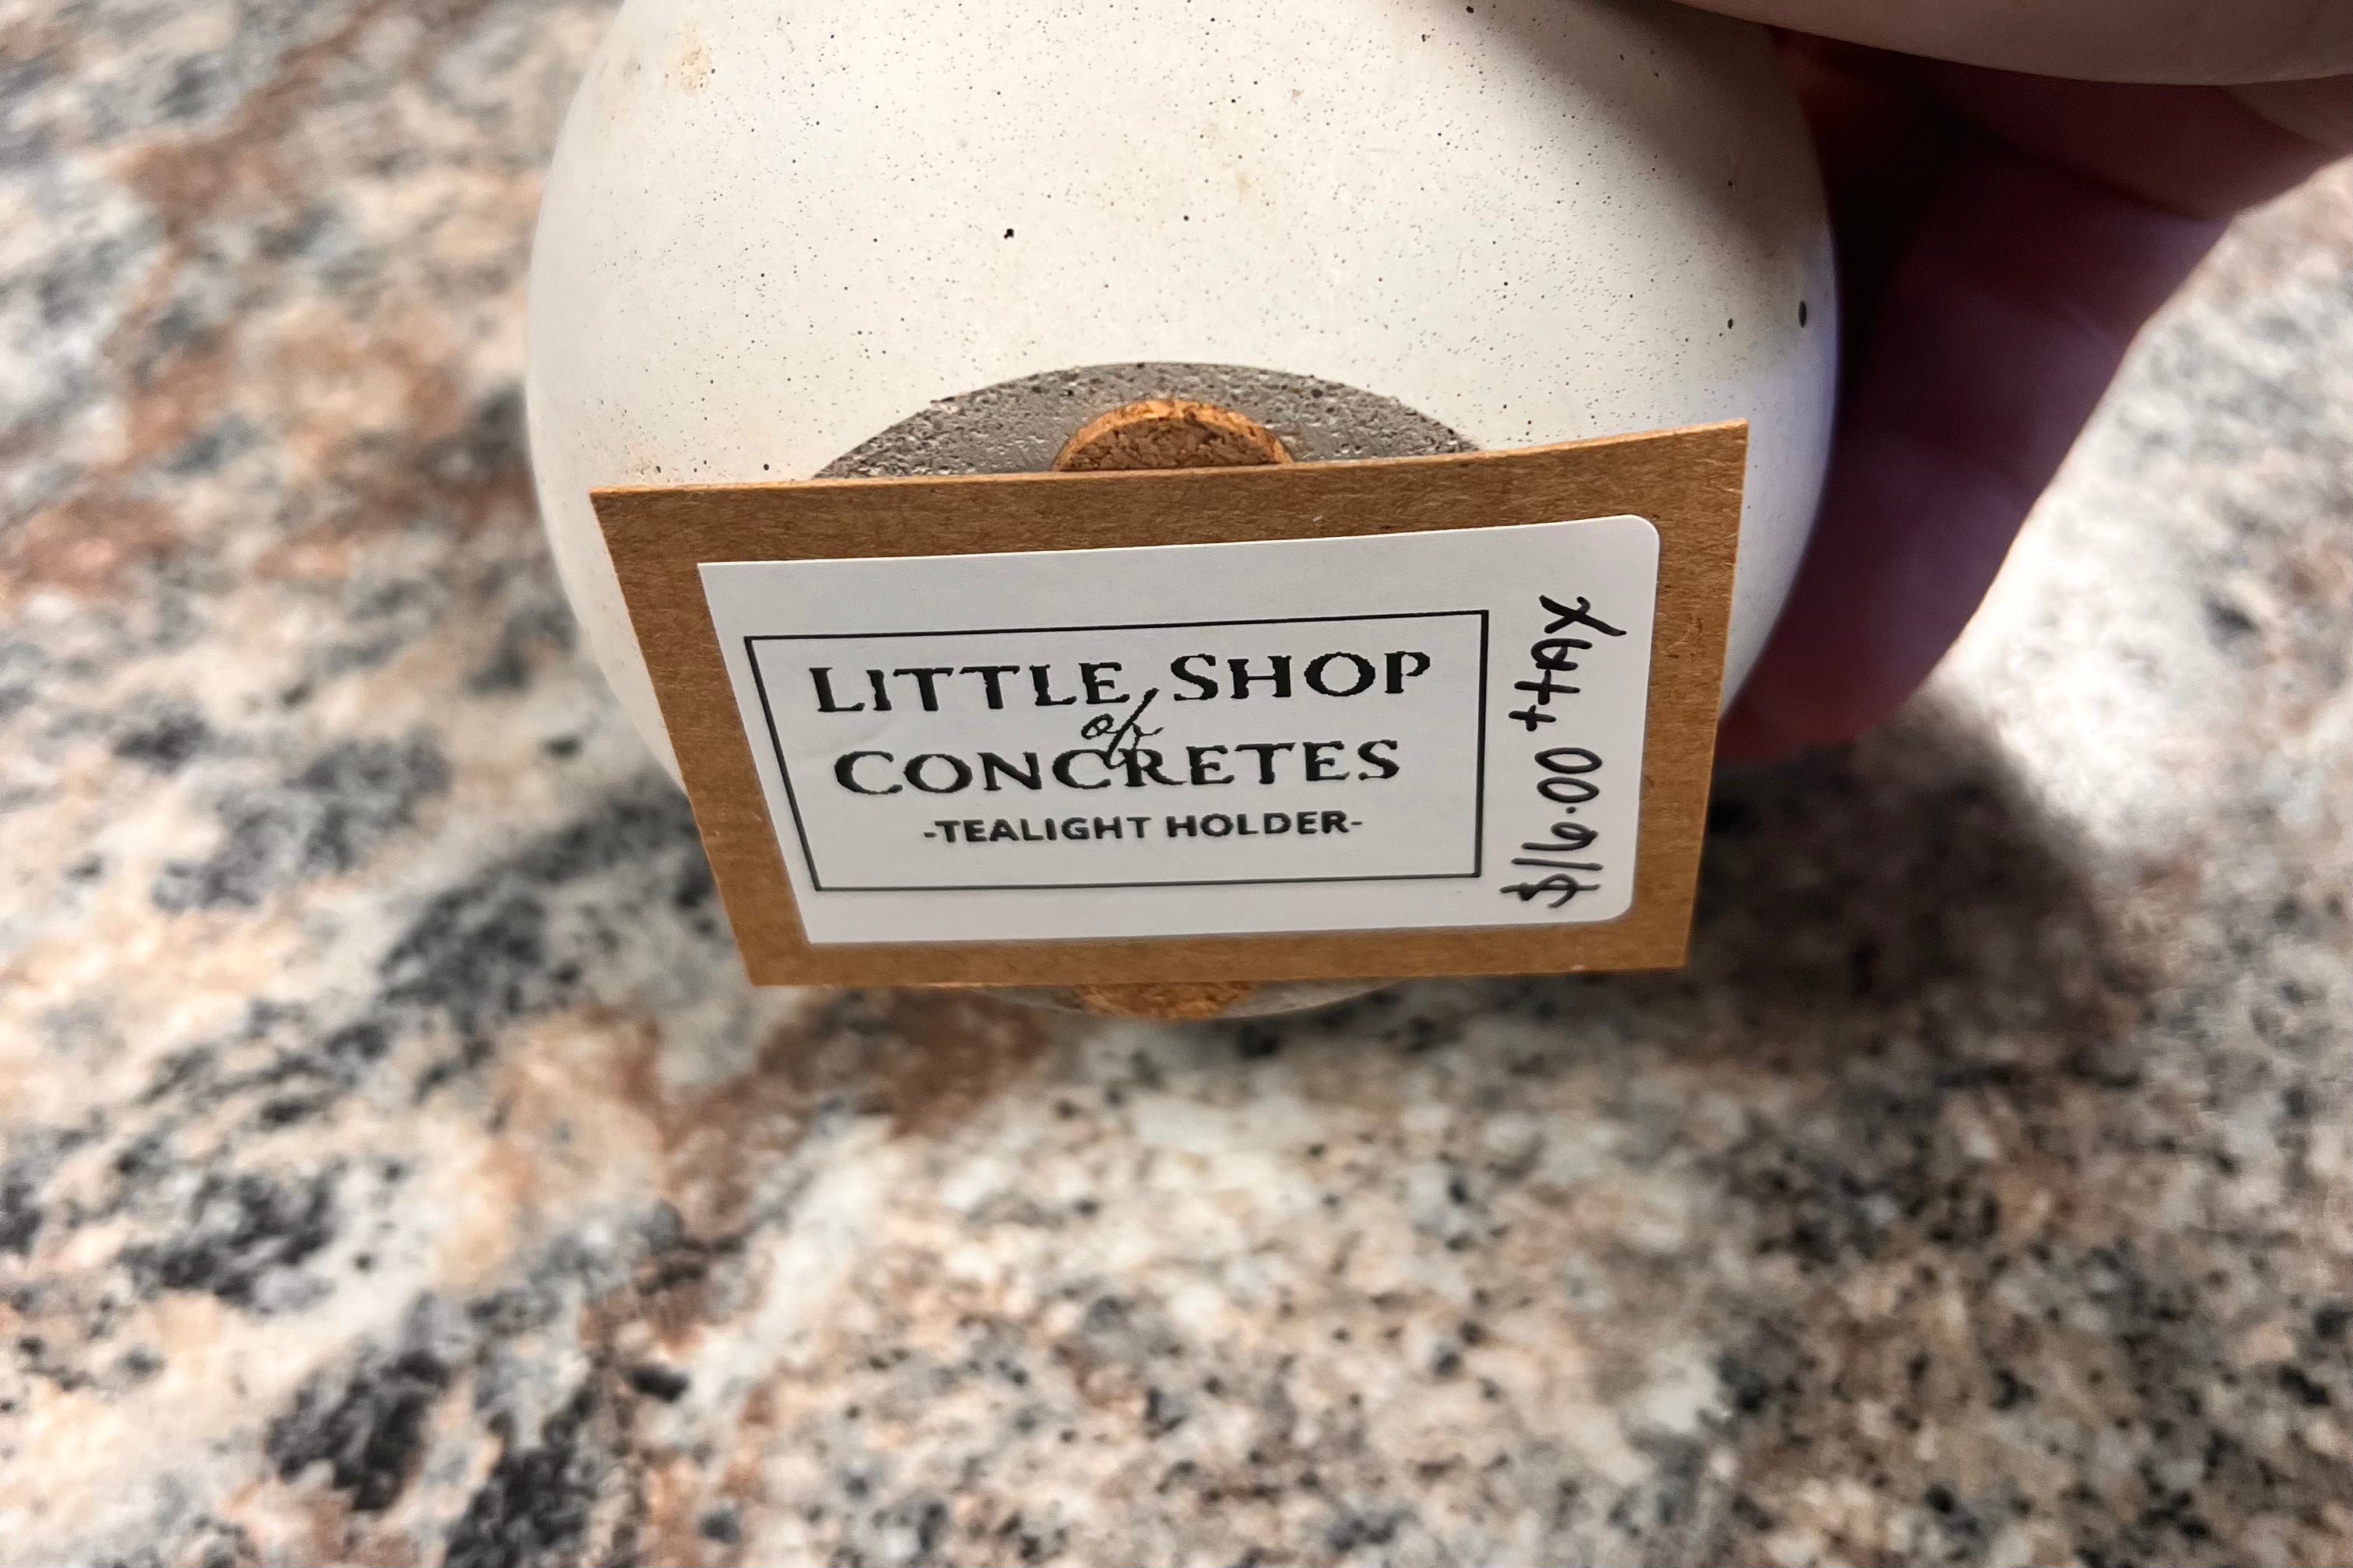 LITTLE SHOP
of
CONCRETES
-TEALIGHT HOLDER-
$16.00 + tAX